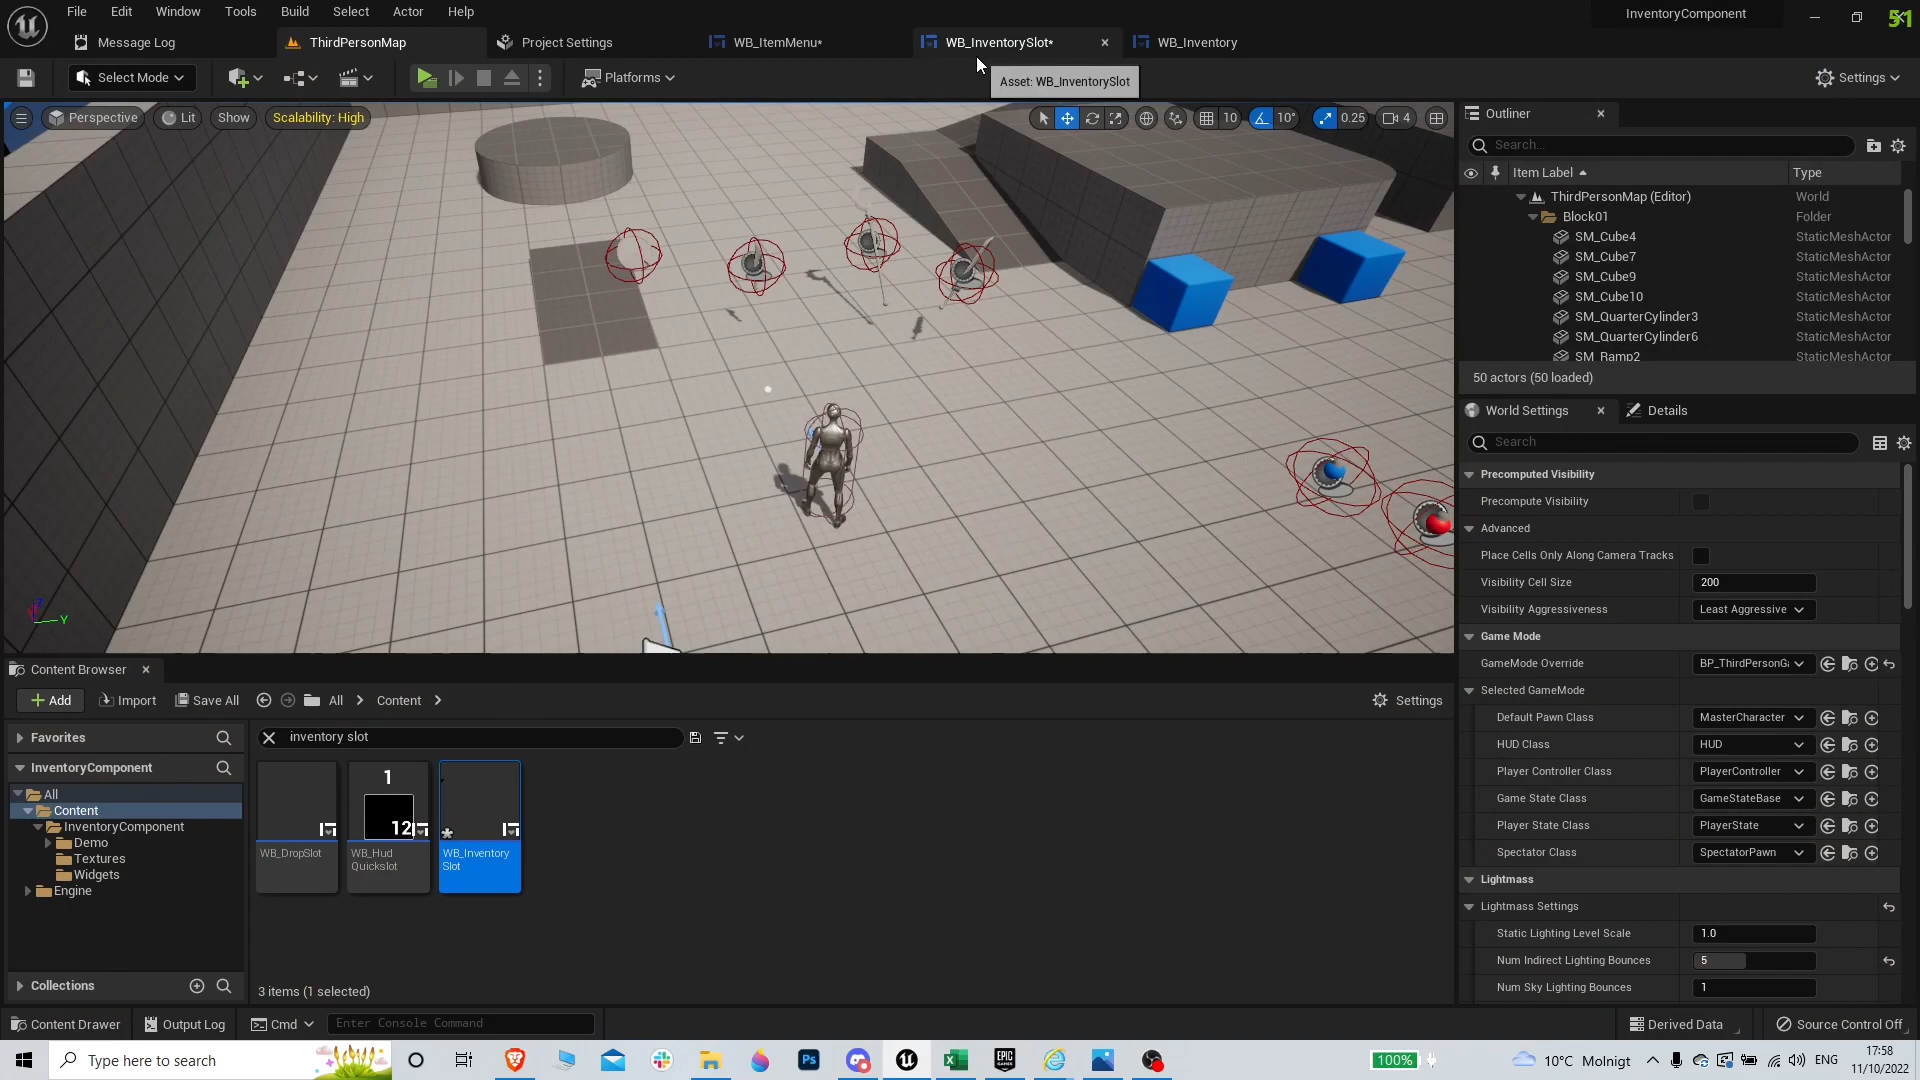 File Edit Window Tools Build Select Actor Help
InventoryComponent
51
Message Log
ThirdPersonMap
Project Settings
WB_ItemMenu*
WB_InventorySlot*
WB_Inventory
Select Mode
Platforms
Asset: WB_InventorySlot
Settings
Perspective
Lit
Show
Scalability: High
10
10°
0.25
4
Y
Outliner
Search...
Item Label
Type
ThirdPersonMap (Editor) World
Block01 Folder
SM_Cube4 StaticMeshActor
SM_Cube7 StaticMeshActor
SM_Cube9 StaticMeshActor
SM_Cube10 StaticMeshActor
SM_QuarterCylinder3 StaticMeshActor
SM_QuarterCylinder6 StaticMeshActor
SM_Ramp2 StaticMeshActor
50 actors (50 loaded)
World Settings
Details
Search
Precomputed Visibility
Precompute Visibility
Advanced
Place Cells Only Along Camera Tracks
Visibility Cell Size 200
Visibility Aggressiveness Least Aggressive
Game Mode
GameMode Override BP_ThirdPersonGa
Selected GameMode
Default Pawn Class MasterCharacter
HUD Class HUD
Player Controller Class PlayerController
Game State Class GameStateBase
Player State Class PlayerState
Spectator Class SpectatorPawn
Lightmass
Lightmass Settings
Static Lighting Level Scale 1.0
Num Indirect Lighting Bounces 5
Num Sky Lighting Bounces 1
Content Browser
Add
Import
Save All
All
Content
Settings
Favorites
InventoryComponent
All
Content
InventoryComponent
Demo
Textures
Widgets
Engine
Collections
inventory slot
1
12
WB_DropSlot
WB_Hud
Quickslot
WB_Inventory
Slot
3 items (1 selected)
Content Drawer
Output Log
Cmd
Enter Console Command
Derived Data
Source Control Off
Type here to search
Ps
EPIC
GAMES
100%
10°C Molnigt
ENG
17:58
11/10/2022